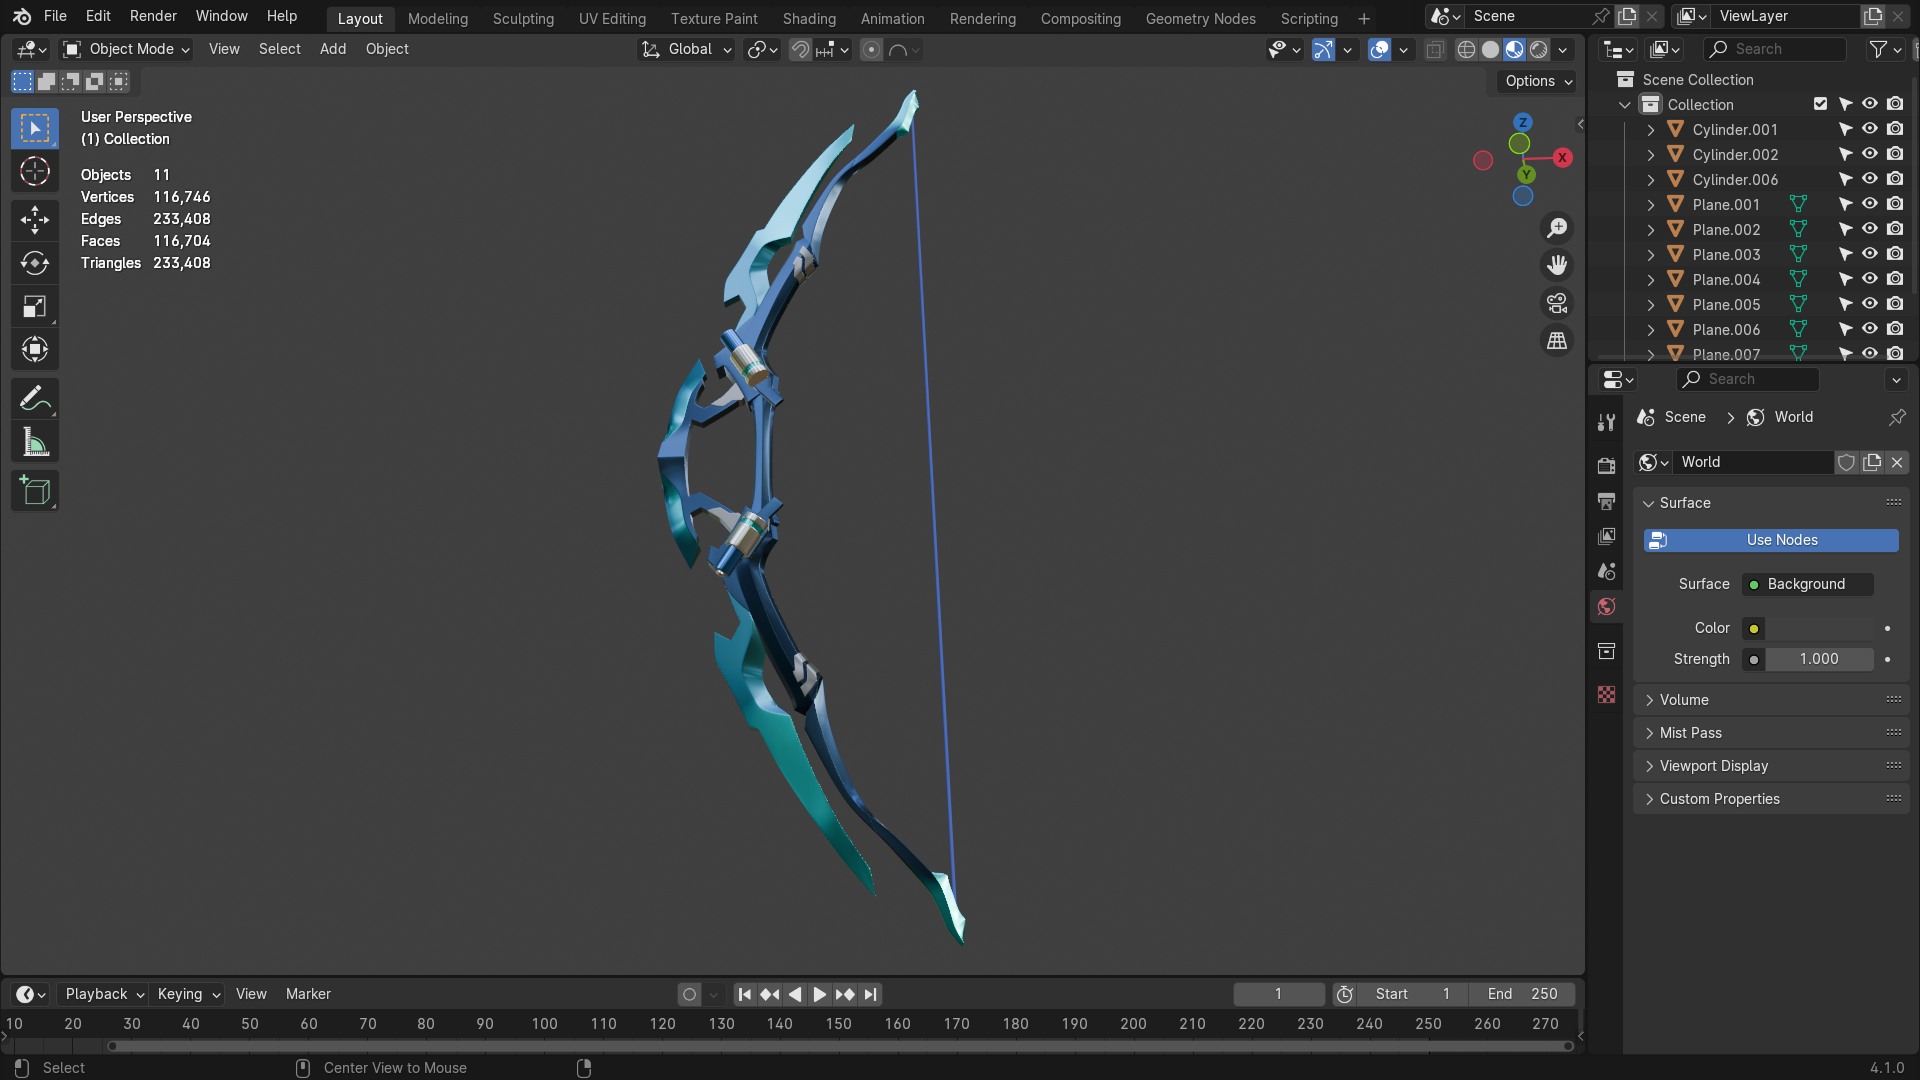 File Edit Render Window Help Layout Modeling Sculpting UV Editing Texture Paint Shading Animation Rendering Compositing Geometry Nodes Scripting + Scene ViewLayer
Object Mode View Select Add Object Global Search
Options
User Perspective
(1) Collection
Objects 11
Vertices 116,746
Edges 233,408
Faces 116,704
Triangles 233,408
Z
X
Y
Scene Collection
Collection
Cylinder.001
Cylinder.002
Cylinder.006
Plane.001
Plane.002
Plane.003
Plane.004
Plane.005
Plane.006
Plane.007
Search
Scene > World
World
Surface
Use Nodes
Surface Background
Color
Strength 1.000
Volume
Mist Pass
Viewport Display
Custom Properties
Playback Keying View Marker 1 Start 1 End 250
10 20 30 40 50 60 70 80 90 100 110 120 130 140 150 160 170 180 190 200 210 220 230 240 250 260 270
Select Center View to Mouse 4.1.0